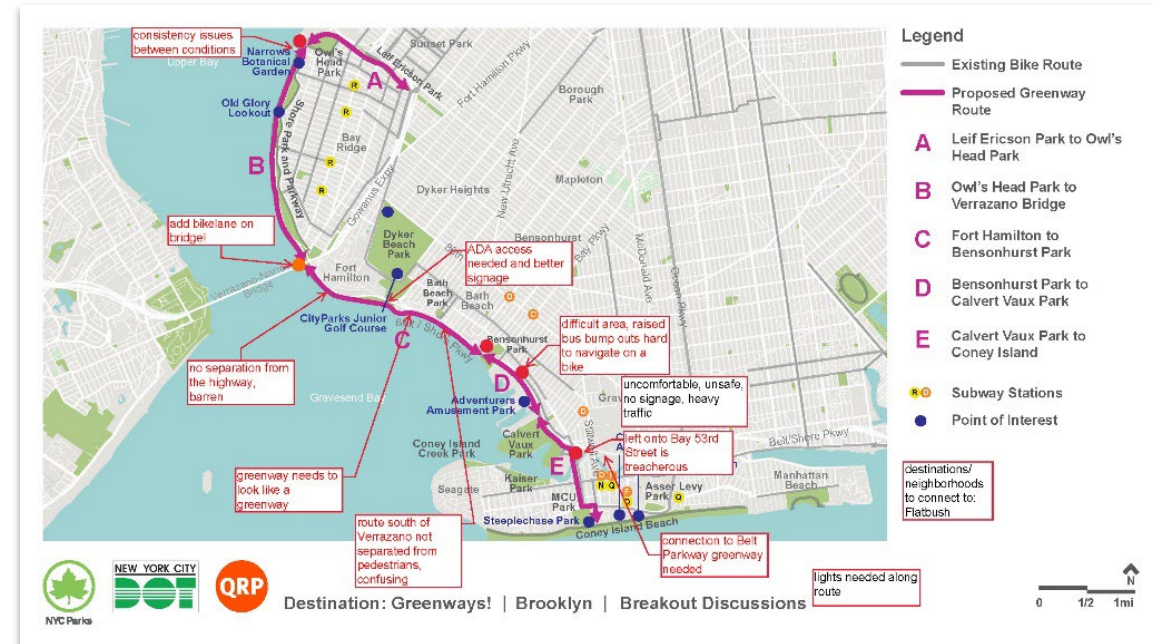 consistency issues
between conditions
Upper Bay
Narrows
Botanical
Garden
Owl's
Head
Park
Sunset Park
Leif Ericson Park
Fort Hamilton Pkwy
A
R
Old Glory
Lookout
R
Borough
Park
Shore Park and Parkway
Bay
Ridge
B
R
R
Gowanus Expy
New Utrecht Ave
Mapleton
Dyker Heights
add bikelane on
bridge!
Dyker
Beach
Park
Bensonhurst
Bay Pkwy
McDonald Ave
Ocean Pkwy
ADA access
needed and better
signage
Fort
Hamilton
Verrazano-Narrows
Bridge
Bath
Beach
Park
Bath
Beach
D
D
CityParks Junior
Golf Course
C
Belt / Shore Pkwy
difficult area, raised
bus bump outs hard
to navigate on a
bike
Bensonhurst
Park
no separation from
the highway,
barren
D
uncomfortable, unsafe,
no signage, heavy
traffic
Gravesend Bay
Adventurers
Amusement Park
D
Stillwell Ave
Calvert
Vaux
Park
left onto Bay 53rd
Street is
treacherous
Belt/Shore Pkwy
Coney Island
Creek Park
E
greenway needs to
look like a
greenway
Seagate
Kaiser
Park
N Q
Asser Levy
Park
Q
Manhattan
Beach
MCU
Park
Steeplechase Park
Coney Island Beach
route south of
Verrazano not
separated from
pedestrians,
confusing
connection to Belt
Parkway greenway
needed
Legend
Existing Bike Route
Proposed Greenway
Route
A Leif Ericson Park to Owl's
Head Park
B Owl's Head Park to
Verrazano Bridge
C Fort Hamilton to
Bensonhurst Park
D Bensonhurst Park to
Calvert Vaux Park
E Calvert Vaux Park to
Coney Island
R D Subway Stations
Point of Interest
destinations/
neighborhoods
to connect to:
Flatbush
lights needed along
route
NYC Parks
NEW YORK CITY
DOT
QRP
Destination: Greenways! | Brooklyn | Breakout Discussions
N
0 1/2 1mi